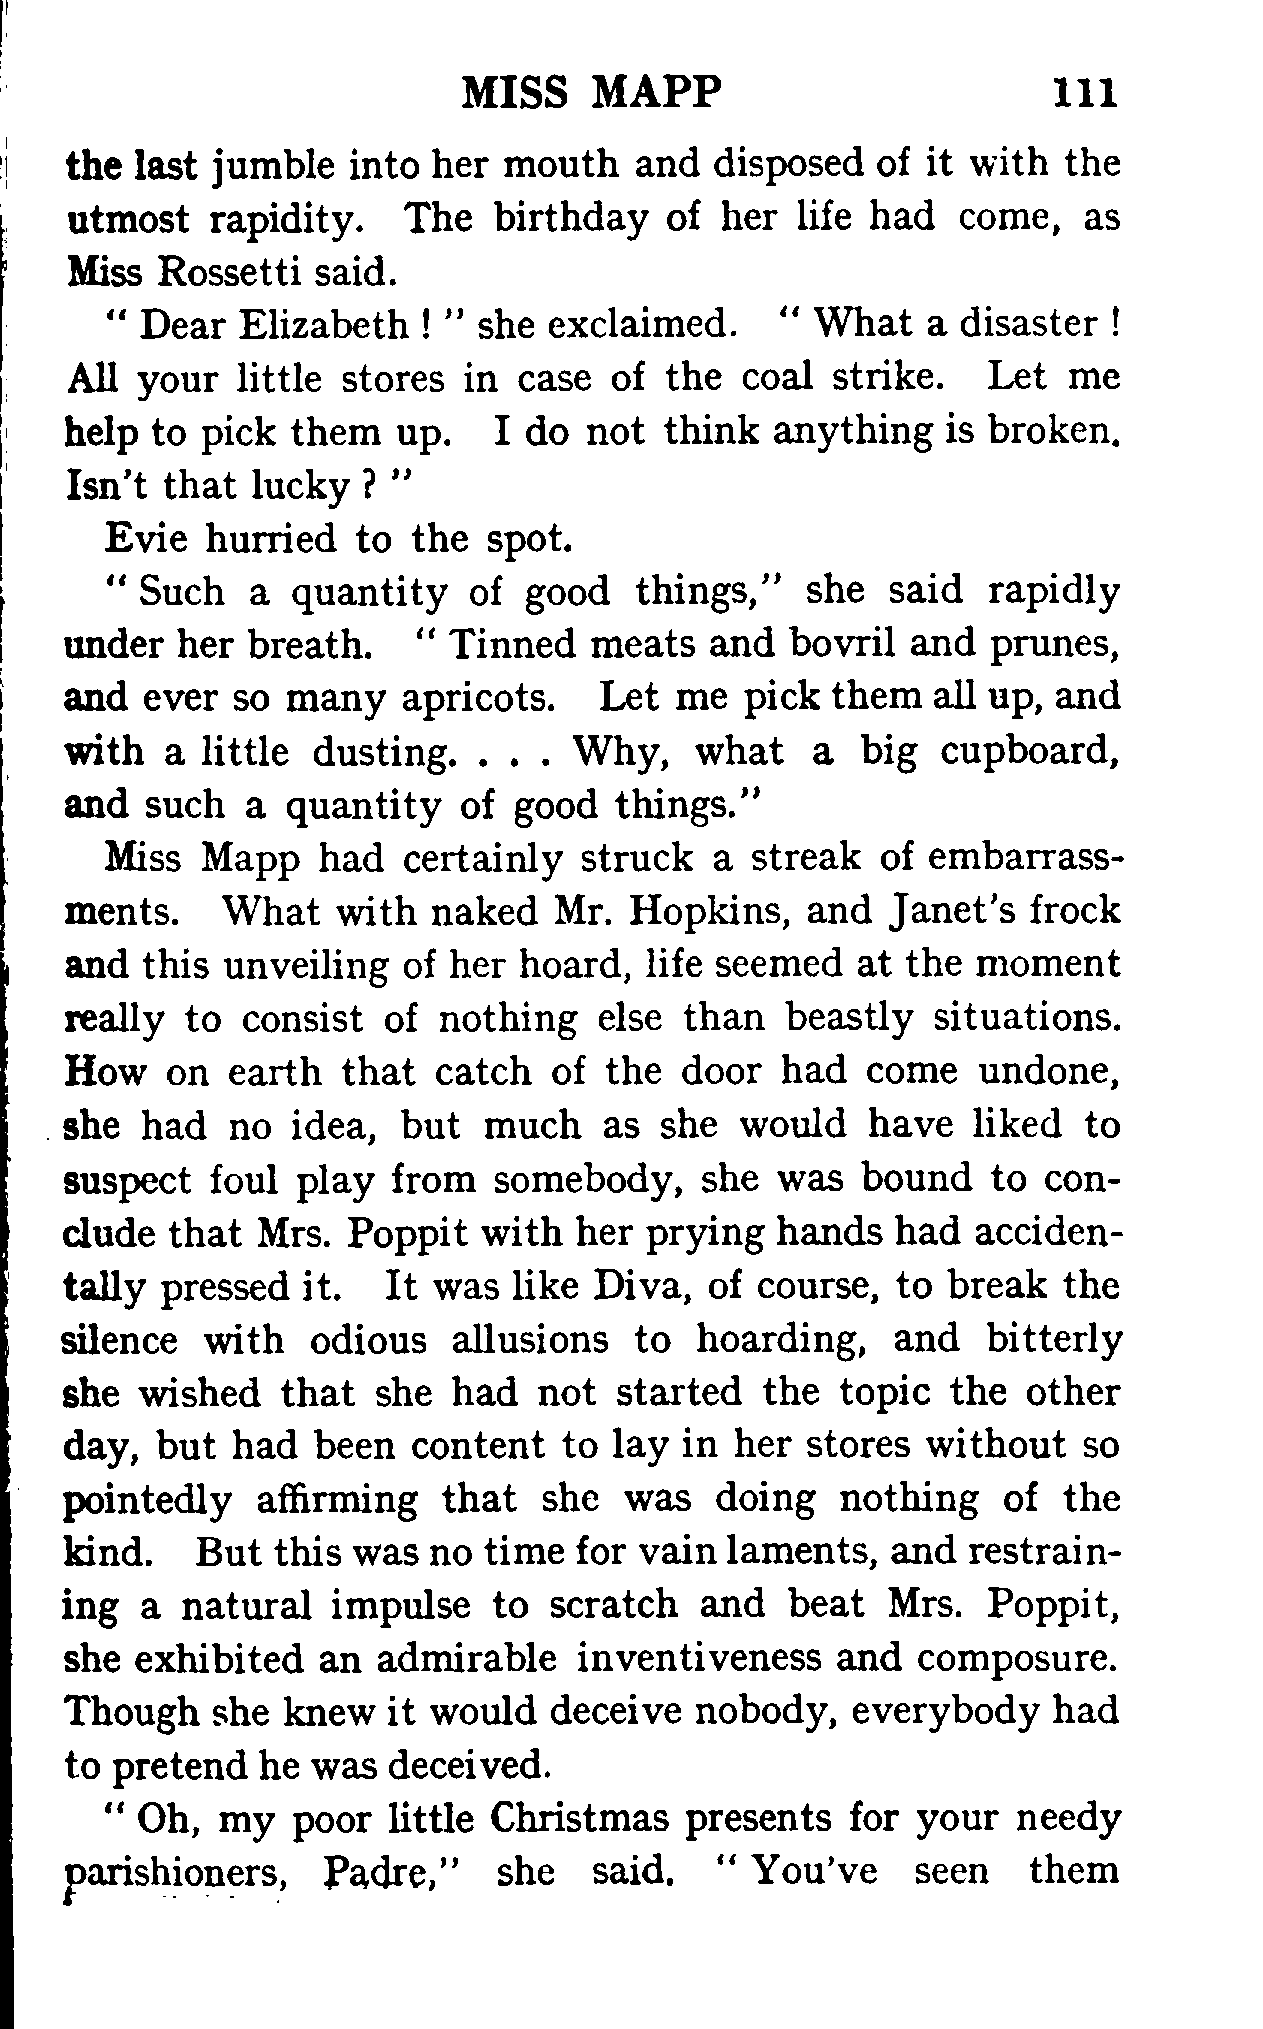 MISS MAPP 111
the last jumble into her mouth and disposed of it with the
utmost rapidity. The birthday of her life had come, as
Miss Rossetti said.
" Dear Elizabeth ! " she exclaimed. " What a disaster !
All your little stores in case of the coal strike. Let me
help to pick them up. I do not think anything is broken.
Isn't that lucky ? "
Evie hurried to the spot.
" Such a quantity of good things," she said rapidly
under her breath. " Tinned meats and bovril and prunes,
and ever so many apricots. Let me pick them all up, and
with a little dusting. . . . Why, what a big cupboard,
and such a quantity of good things."
Miss Mapp had certainly struck a streak of embarrass-
ments. What with naked Mr. Hopkins, and Janet's frock
and this unveiling of her hoard, life seemed at the moment
really to consist of nothing else than beastly situations.
How on earth that catch of the door had come undone,
she had no idea, but much as she would have liked to
suspect foul play from somebody, she was bound to con-
clude that Mrs. Poppit with her prying hands had acciden-
tally pressed it. It was like Diva, of course, to break the
silence with odious allusions to hoarding, and bitterly
she wished that she had not started the topic the other
day, but had been content to lay in her stores without so
pointedly affirming that she was doing nothing of the
kind. But this was no time for vain laments, and restrain-
ing a natural impulse to scratch and beat Mrs. Poppit,
she exhibited an admirable inventiveness and composure.
Though she knew it would deceive nobody, everybody had
to pretend he was deceived.
" Oh, my poor little Christmas presents for your needy
parishioners, Padre," she said. " You've seen them